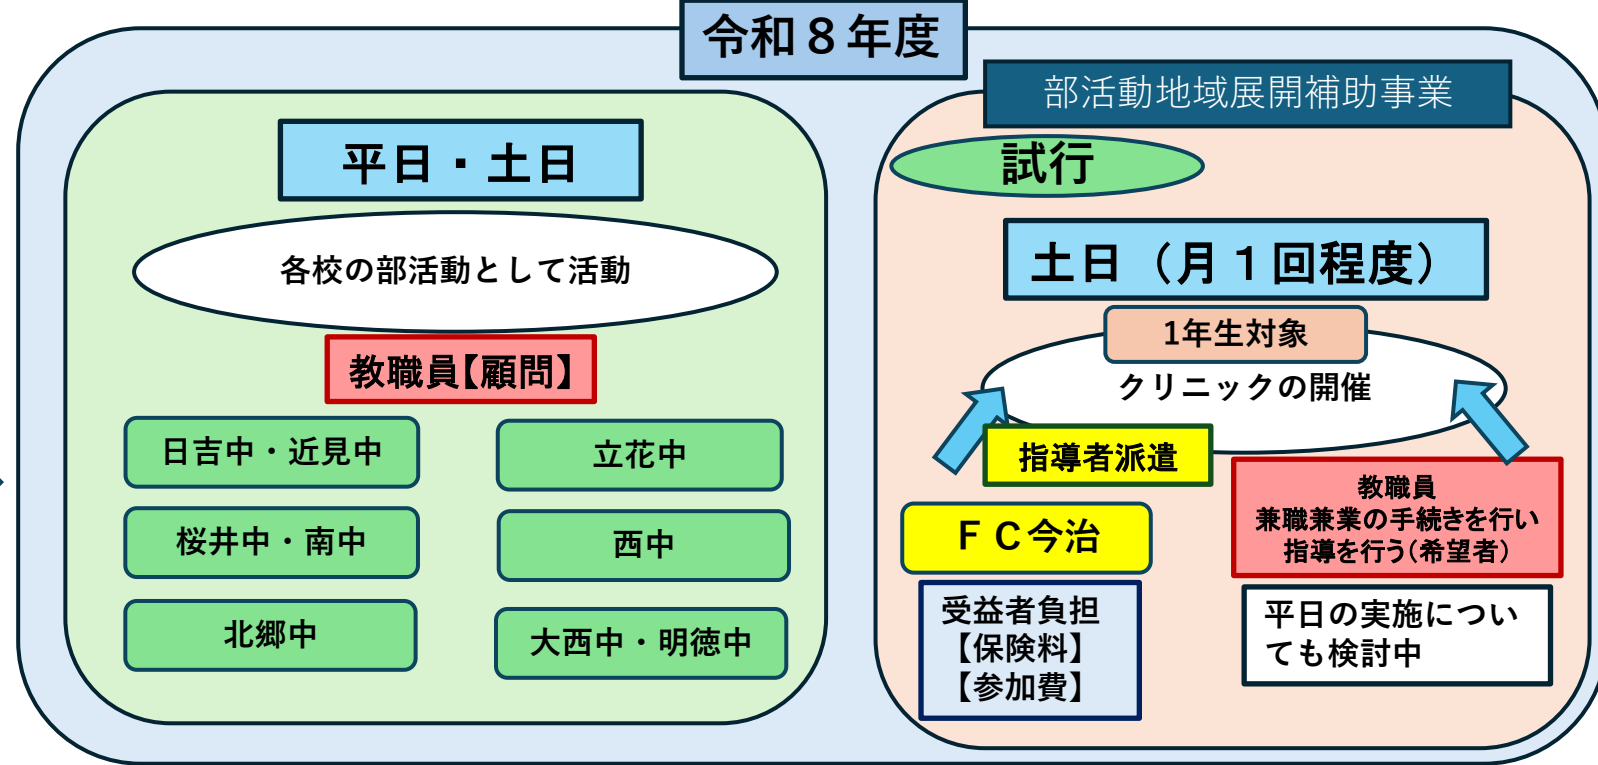 令和８年度
平日・土日
各校の部活動として活動
教職員【顧問】
日吉中・近見中
立花中
桜井中・南中
西中
北郷中
大西中・明徳中
部活動地域展開補助事業
試行
土日（月１回程度）
1年生対象
クリニックの開催
指導者派遣
ＦＣ今治
教職員
兼職兼業の手続きを行い
指導を行う（希望者）
受益者負担
【保険料】
【参加費】
平日の実施につい
ても検討中